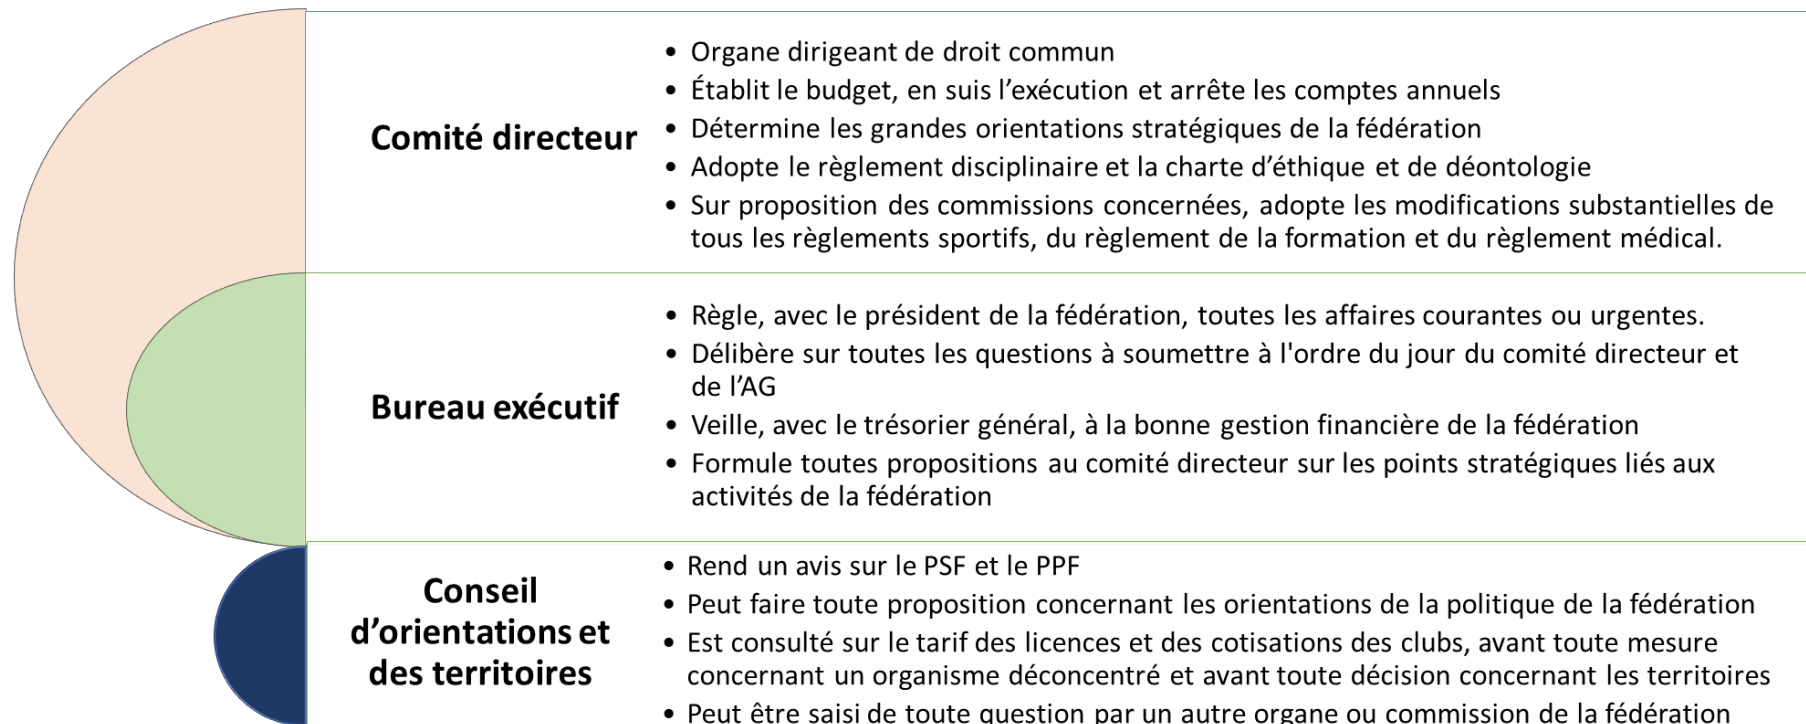 Comité directeur
• Organe dirigeant de droit commun
• Établit le budget, en suis l’exécution et arrête les comptes annuels
• Détermine les grandes orientations stratégiques de la fédération
• Adopte le règlement disciplinaire et la charte d’éthique et de déontologie
• Sur proposition des commissions concernées, adopte les modifications substantielles de
tous les règlements sportifs, du règlement de la formation et du règlement médical.
Bureau exécutif
• Règle, avec le président de la fédération, toutes les affaires courantes ou urgentes.
• Délibère sur toutes les questions à soumettre à l'ordre du jour du comité directeur et
de l’AG
• Veille, avec le trésorier général, à la bonne gestion financière de la fédération
• Formule toutes propositions au comité directeur sur les points stratégiques liés aux
activités de la fédération
Conseil
d’orientations et
des territoires
• Rend un avis sur le PSF et le PPF
• Peut faire toute proposition concernant les orientations de la politique de la fédération
• Est consulté sur le tarif des licences et des cotisations des clubs, avant toute mesure
concernant un organisme déconcentré et avant toute décision concernant les territoires
• Peut être saisi de toute question par un autre organe ou commission de la fédération